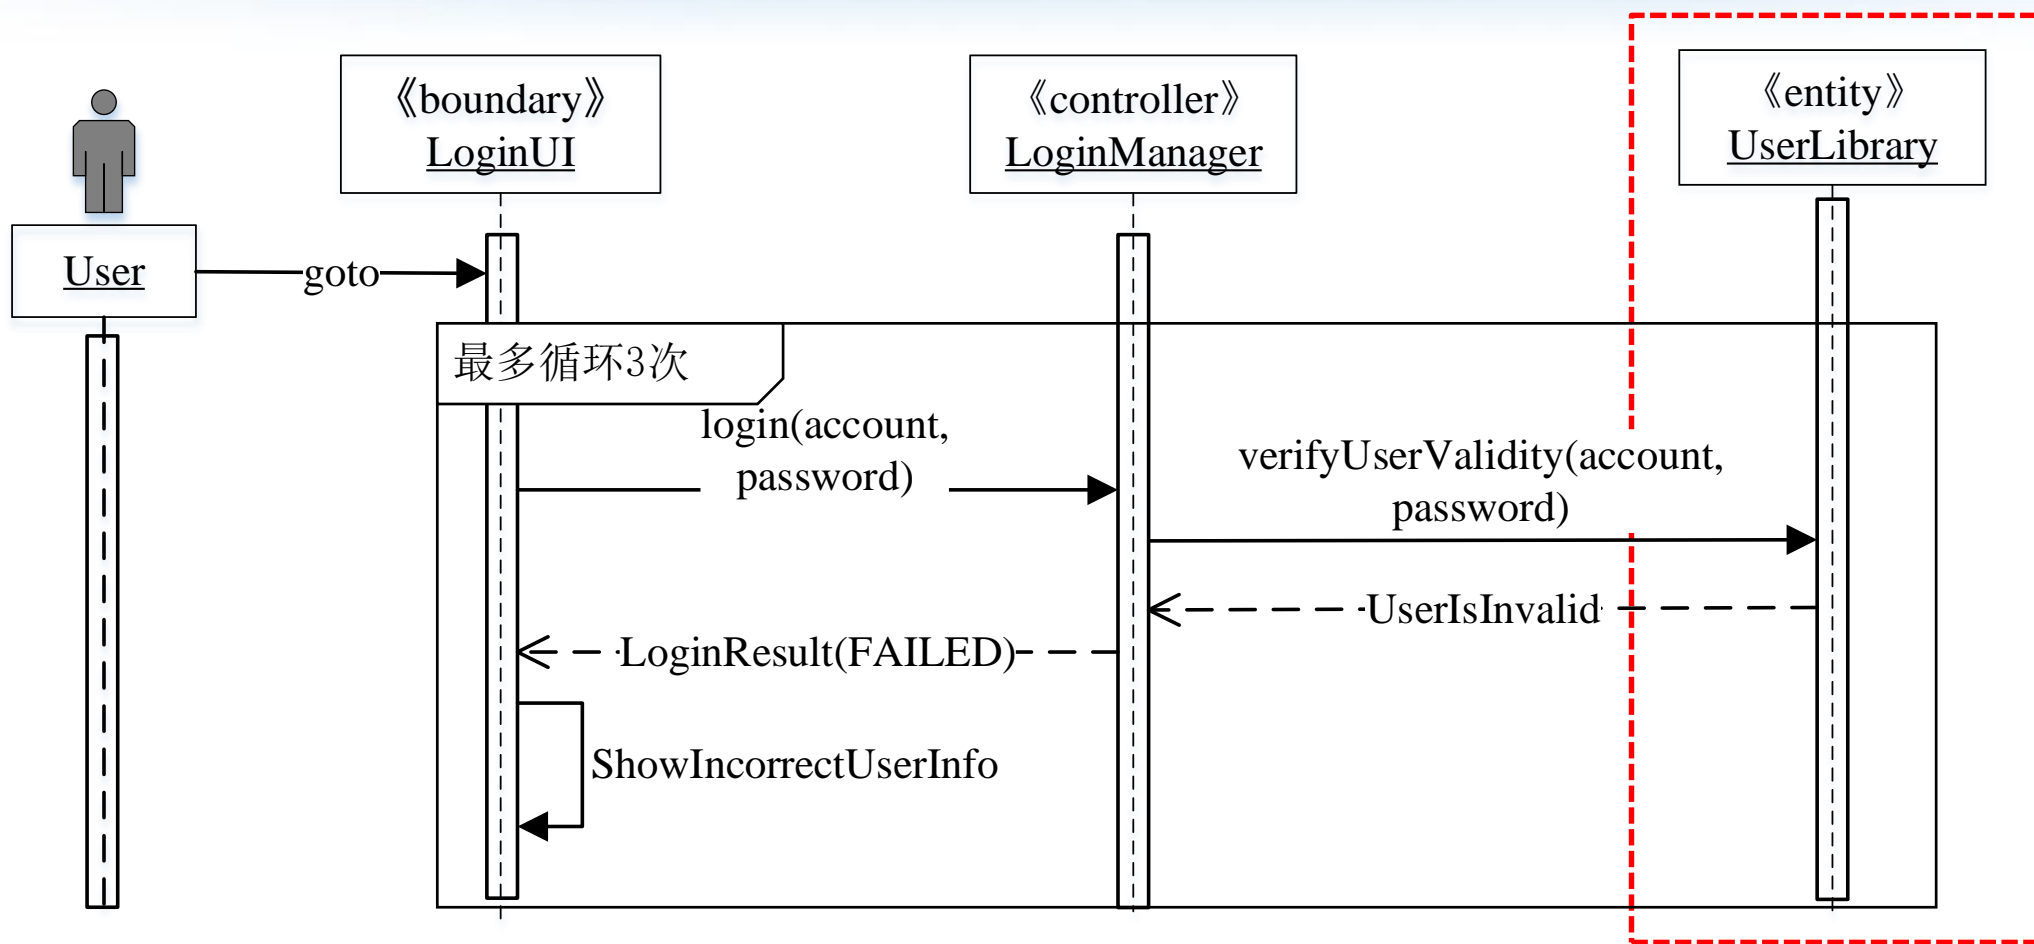 《boundary》
LoginUI
《controller》
LoginManager
《entity》
UserLibrary
User
goto
最多循环3次
login(account,
password)
verifyUserValidity(account,
password)
UserIsInvalid
LoginResult(FAILED)
ShowIncorrectUserInfo